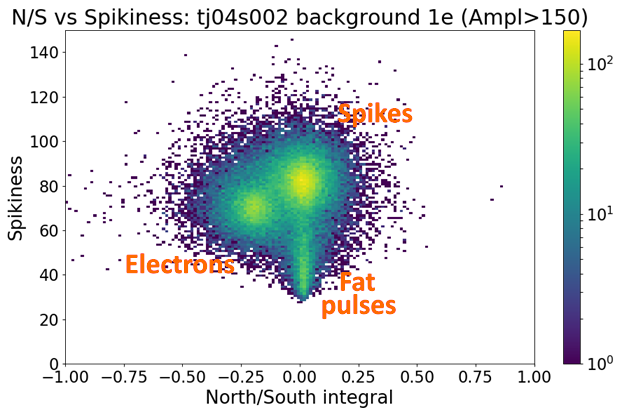 N/S vs Spikiness: tj04s002 background 1e (Ampl>150)
Spikiness
140
120
100
80
60
40
20
0
Spikes
Electrons
Fat
pulses
10²
10¹
10⁰
−1.00 −0.75 −0.50 −0.25 0.00 0.25 0.50 0.75 1.00
North/South integral